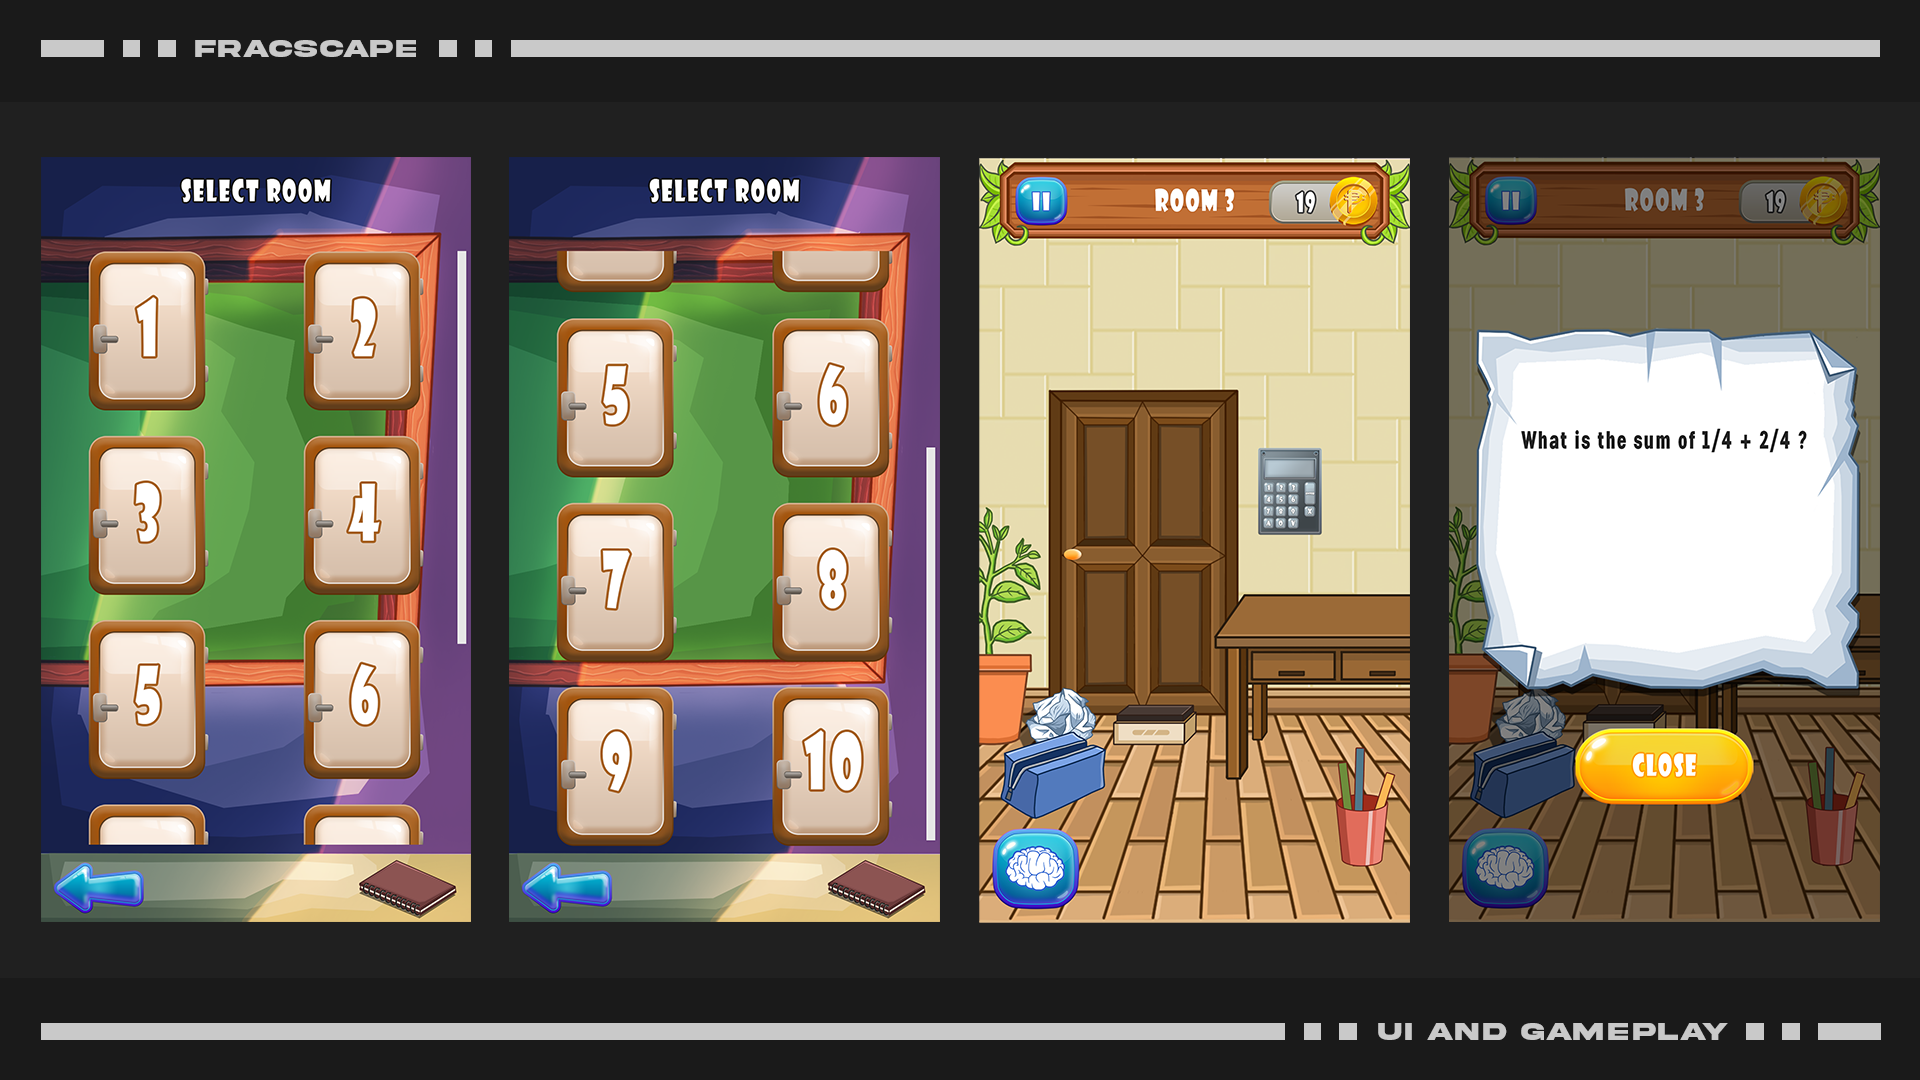 FRACSCAPE
SELECT ROOM
1 2
3 4
5 6
SELECT ROOM
5 6
7 8
9 10
ROOM 3 19
ROOM 3 19
What is the sum of 1/4 + 2/4 ?
CLOSE
UI AND GAMEPLAY